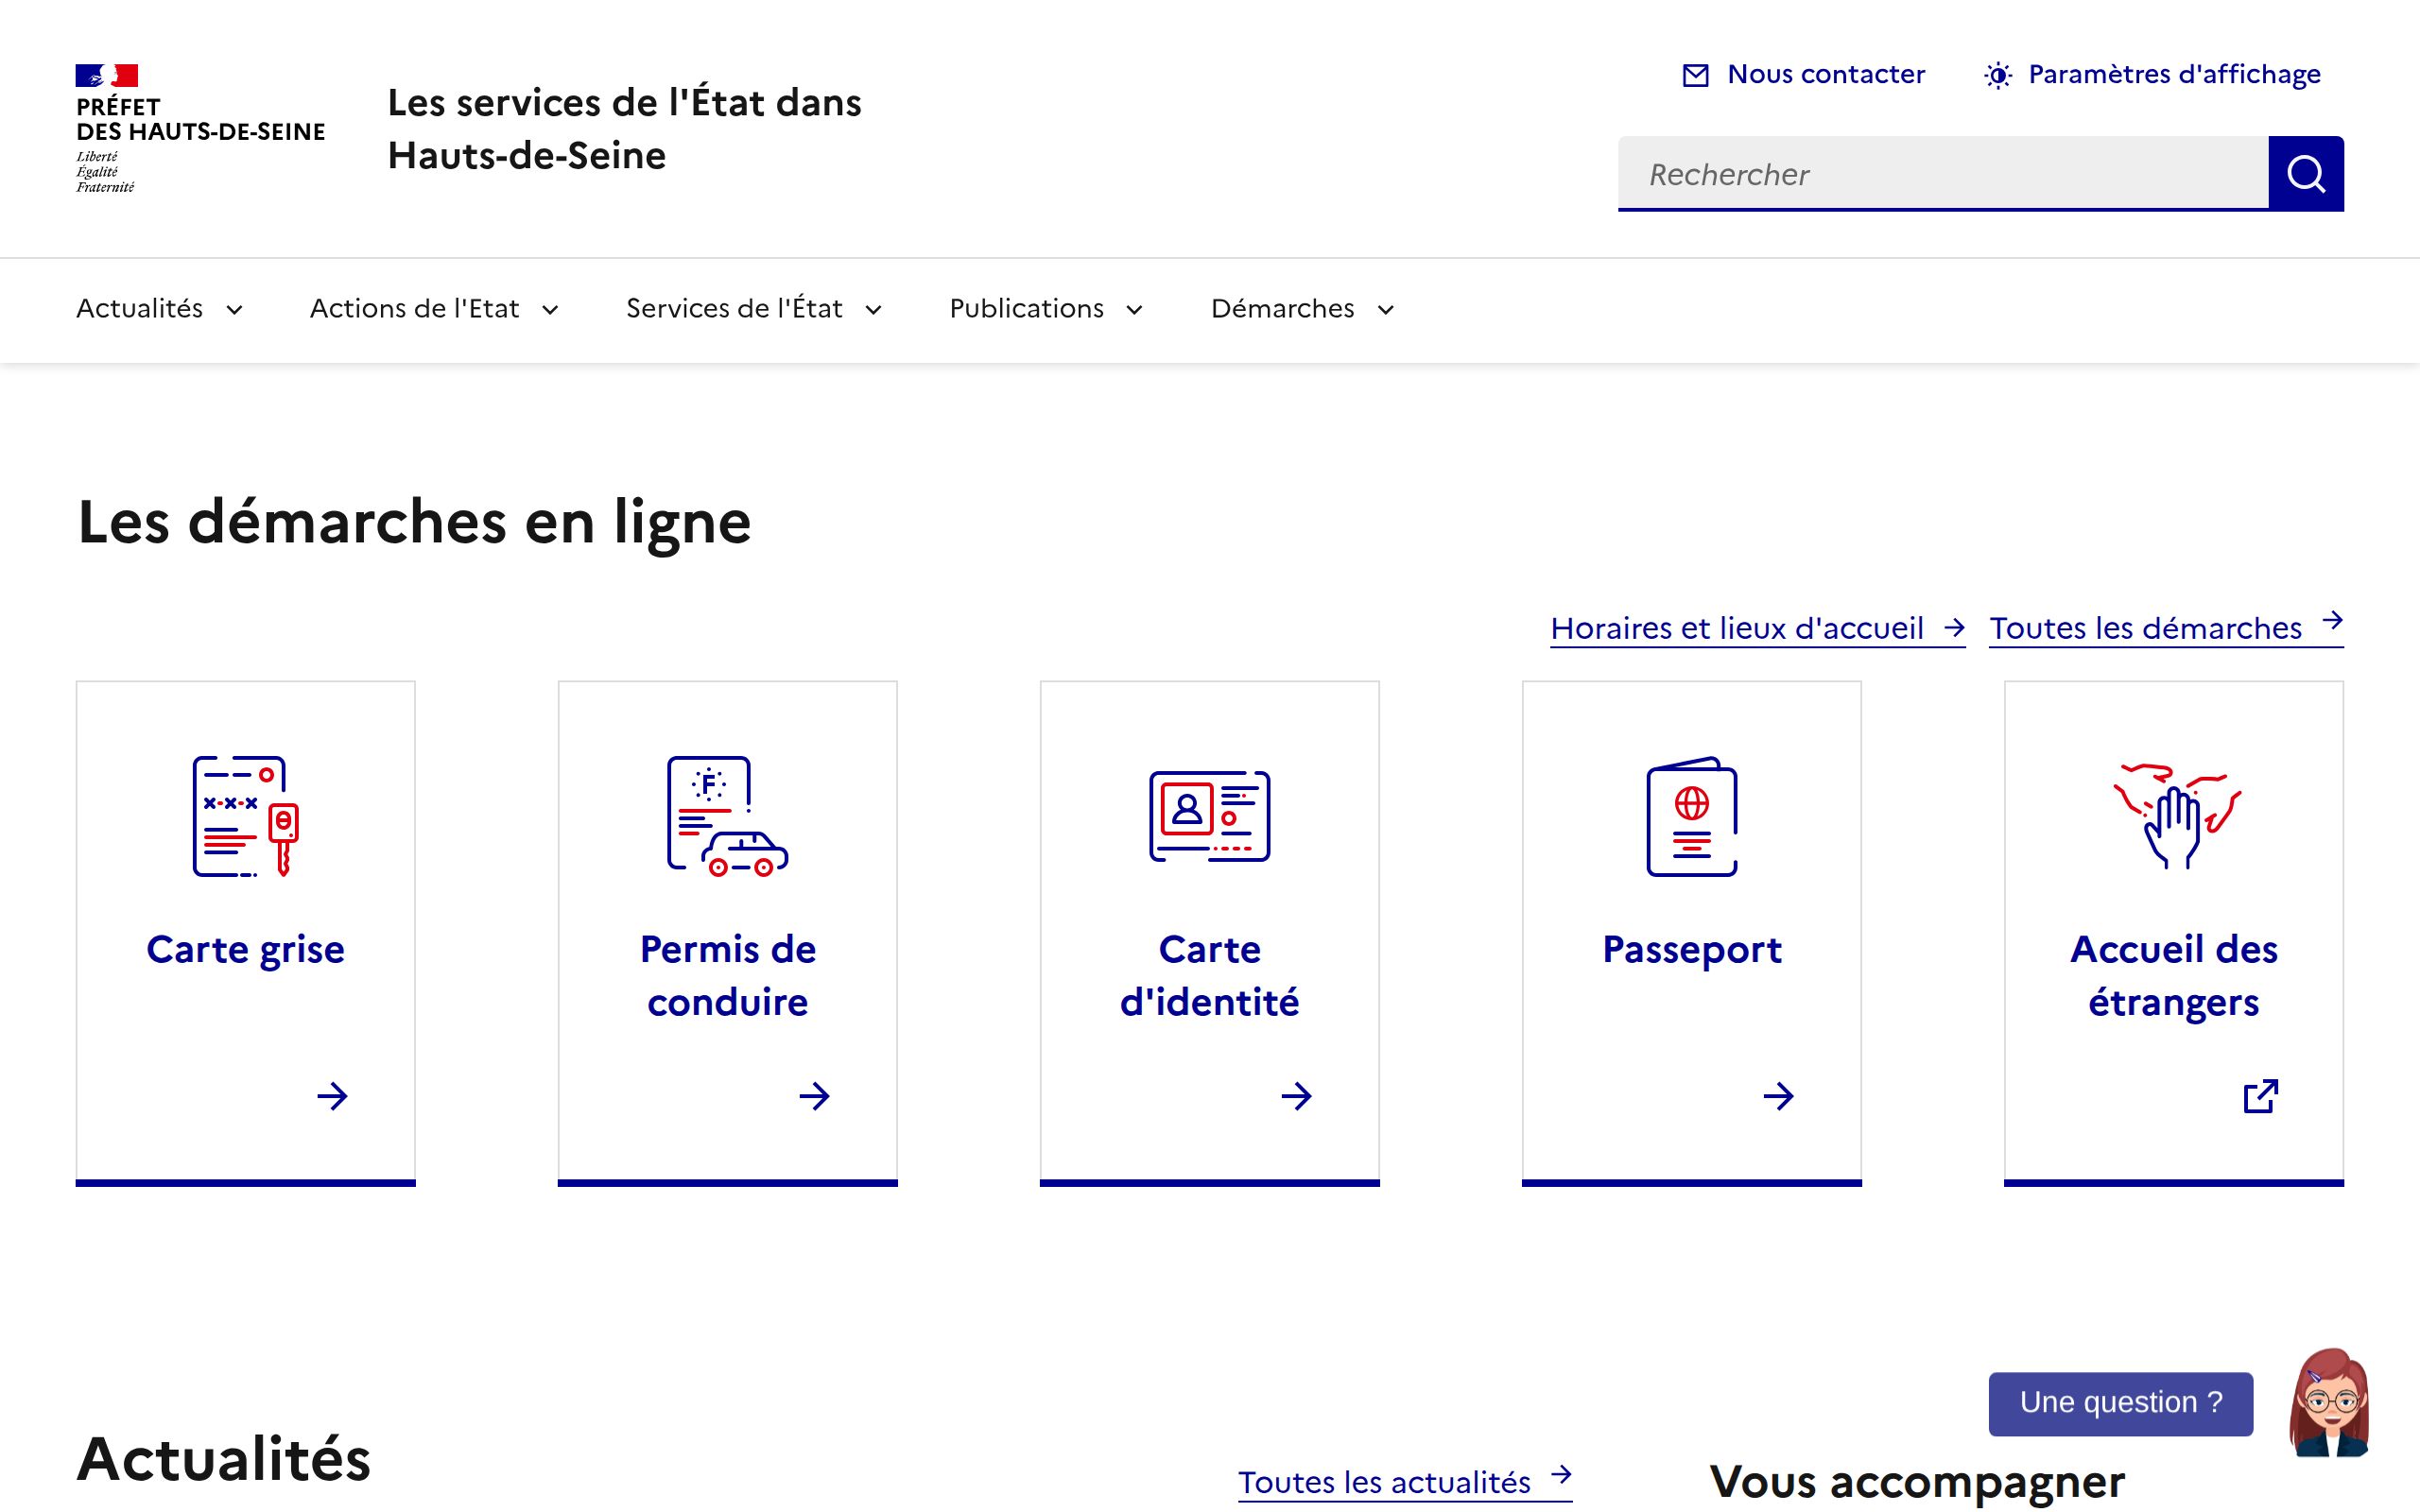 PRÉFET
DES HAUTS-DE-SEINE
Liberté
Égalité
Fraternité
Les services de l'État dans
Hauts-de-Seine
Nous contacter
Paramètres d'affichage
Rechercher
Actualités
Actions de l'Etat
Services de l'État
Publications
Démarches
Les démarches en ligne
Horaires et lieux d'accueil
Toutes les démarches
F
Carte grise
Permis de
conduire
Carte
d'identité
Passeport
Accueil des
étrangers
Une question ?
Actualités
Toutes les actualités
Vous accompagner